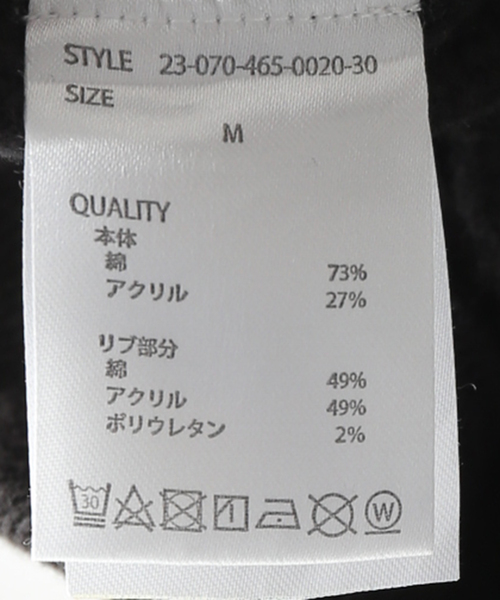 STYLE 23-070-465-0020-30
SIZE
M
QUALITY
本体
綿 73%
アクリル 27%
リブ部分
綿 49%
アクリル 49%
ポリウレタン 2%
30 W